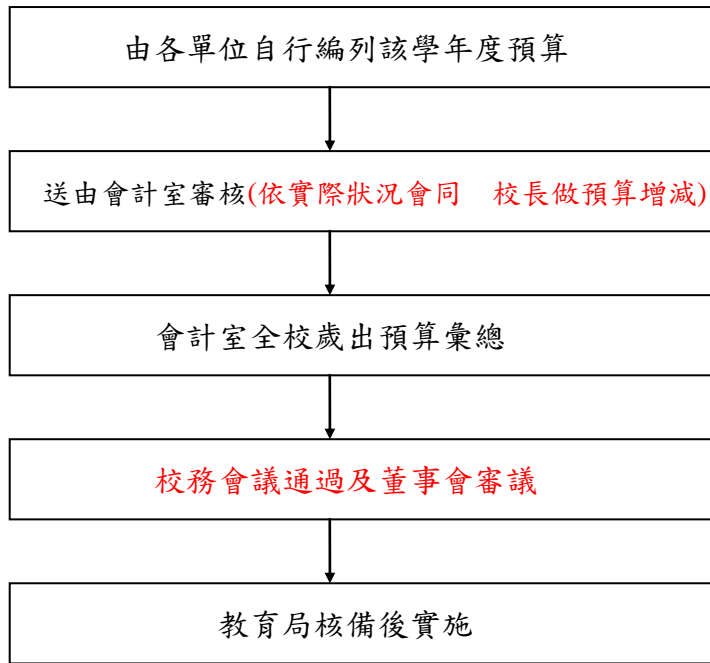 由各單位自行編列該學年度預算
送由會計室審核(依實際狀況會同　校長做預算增減)
會計室全校歲出預算彙總
校務會議通過及董事會審議
教育局核備後實施